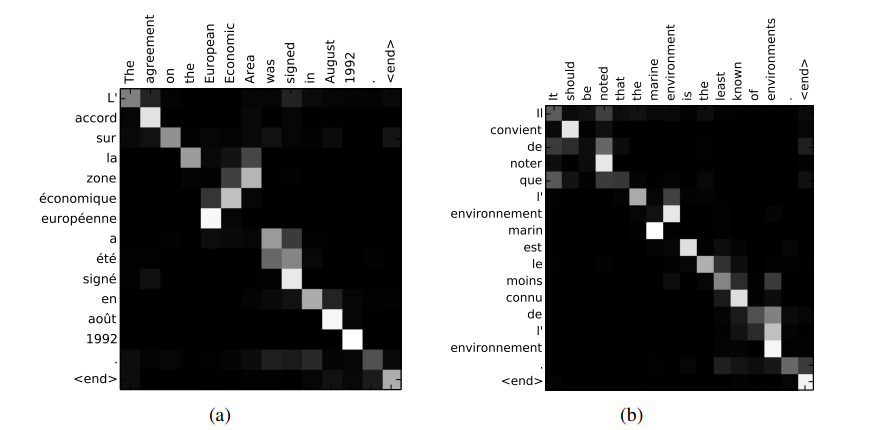 The
agreement
on
the
European
Economic
Area
was
signed
in
August
1992
.
<end>
L'
accord
sur
la
zone
économique
européenne
a
été
signé
en
août
1992
.
<end>
(a)
It
should
be
noted
that
the
marine
environment
is
the
least
known
of
environments
.
<end>
Il
convient
de
noter
que
l'
environnement
marin
est
le
moins
connu
de
l'
environnement
.
<end>
(b)